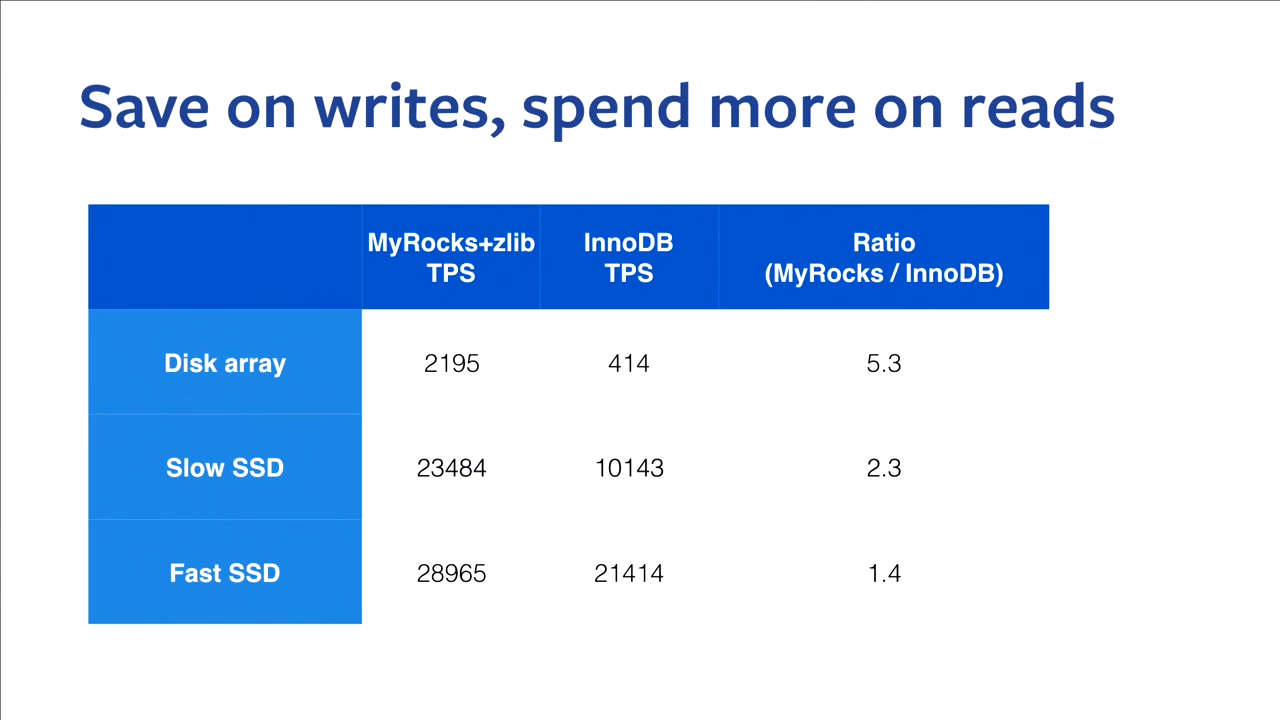 Save on writes, spend more on reads
MyRocks+zlib TPS InnoDB TPS Ratio (MyRocks / InnoDB)
Disk array 2195 414 5.3
Slow SSD 23484 10143 2.3
Fast SSD 28965 21414 1.4